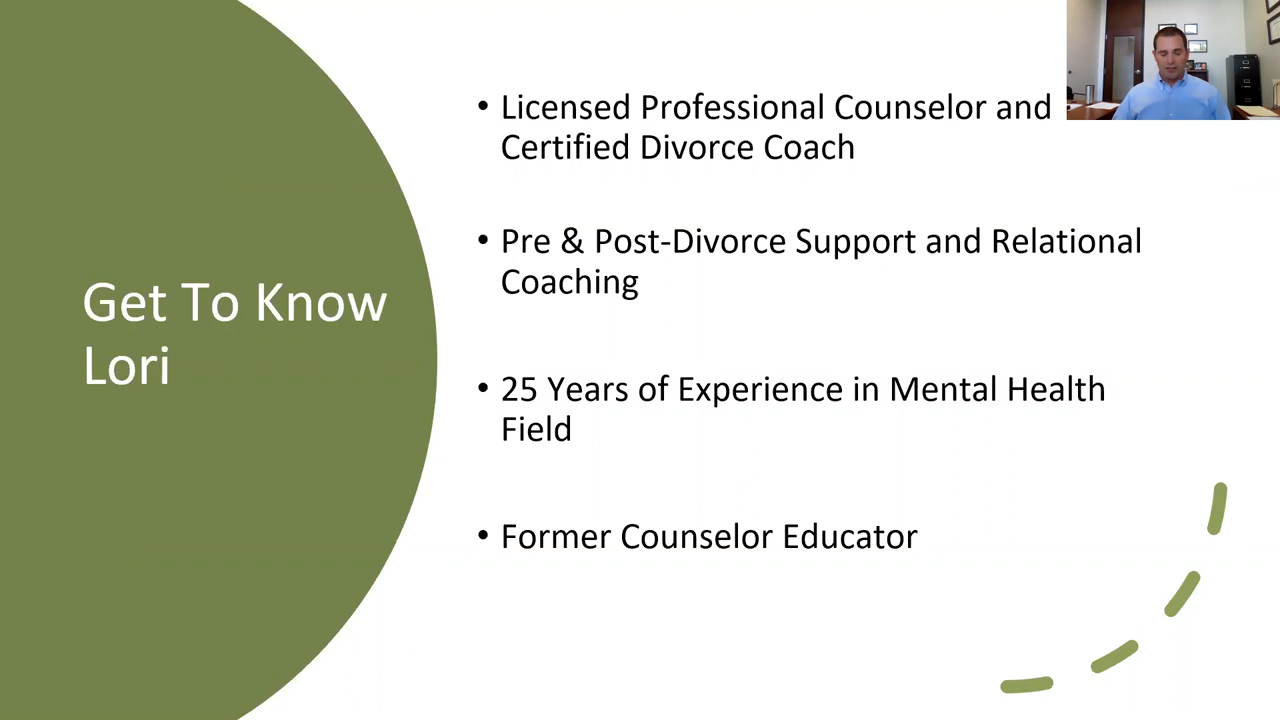 Get To Know
Lori
• Licensed Professional Counselor and
Certified Divorce Coach
• Pre & Post-Divorce Support and Relational
Coaching
• 25 Years of Experience in Mental Health
Field
• Former Counselor Educator